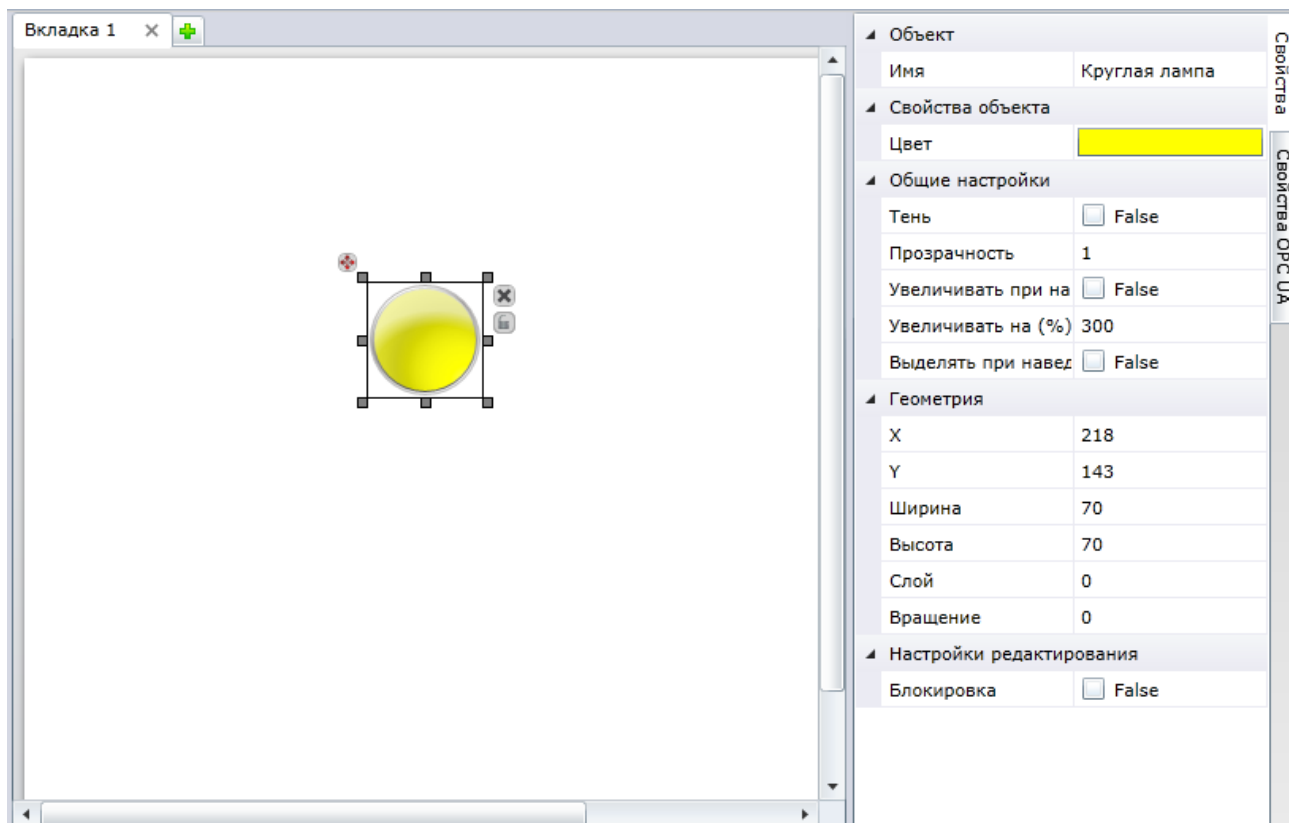 Вкладка 1
Объект
Имя Круглая лампа
Свойства объекта
Цвет
Общие настройки
Тень False
Прозрачность 1
Увеличивать при на False
Увеличивать на (%) 300
Выделять при навед False
Геометрия
X 218
Y 143
Ширина 70
Высота 70
Слой 0
Вращение 0
Настройки редактирования
Блокировка False
Свойства
Свойства OPC UA